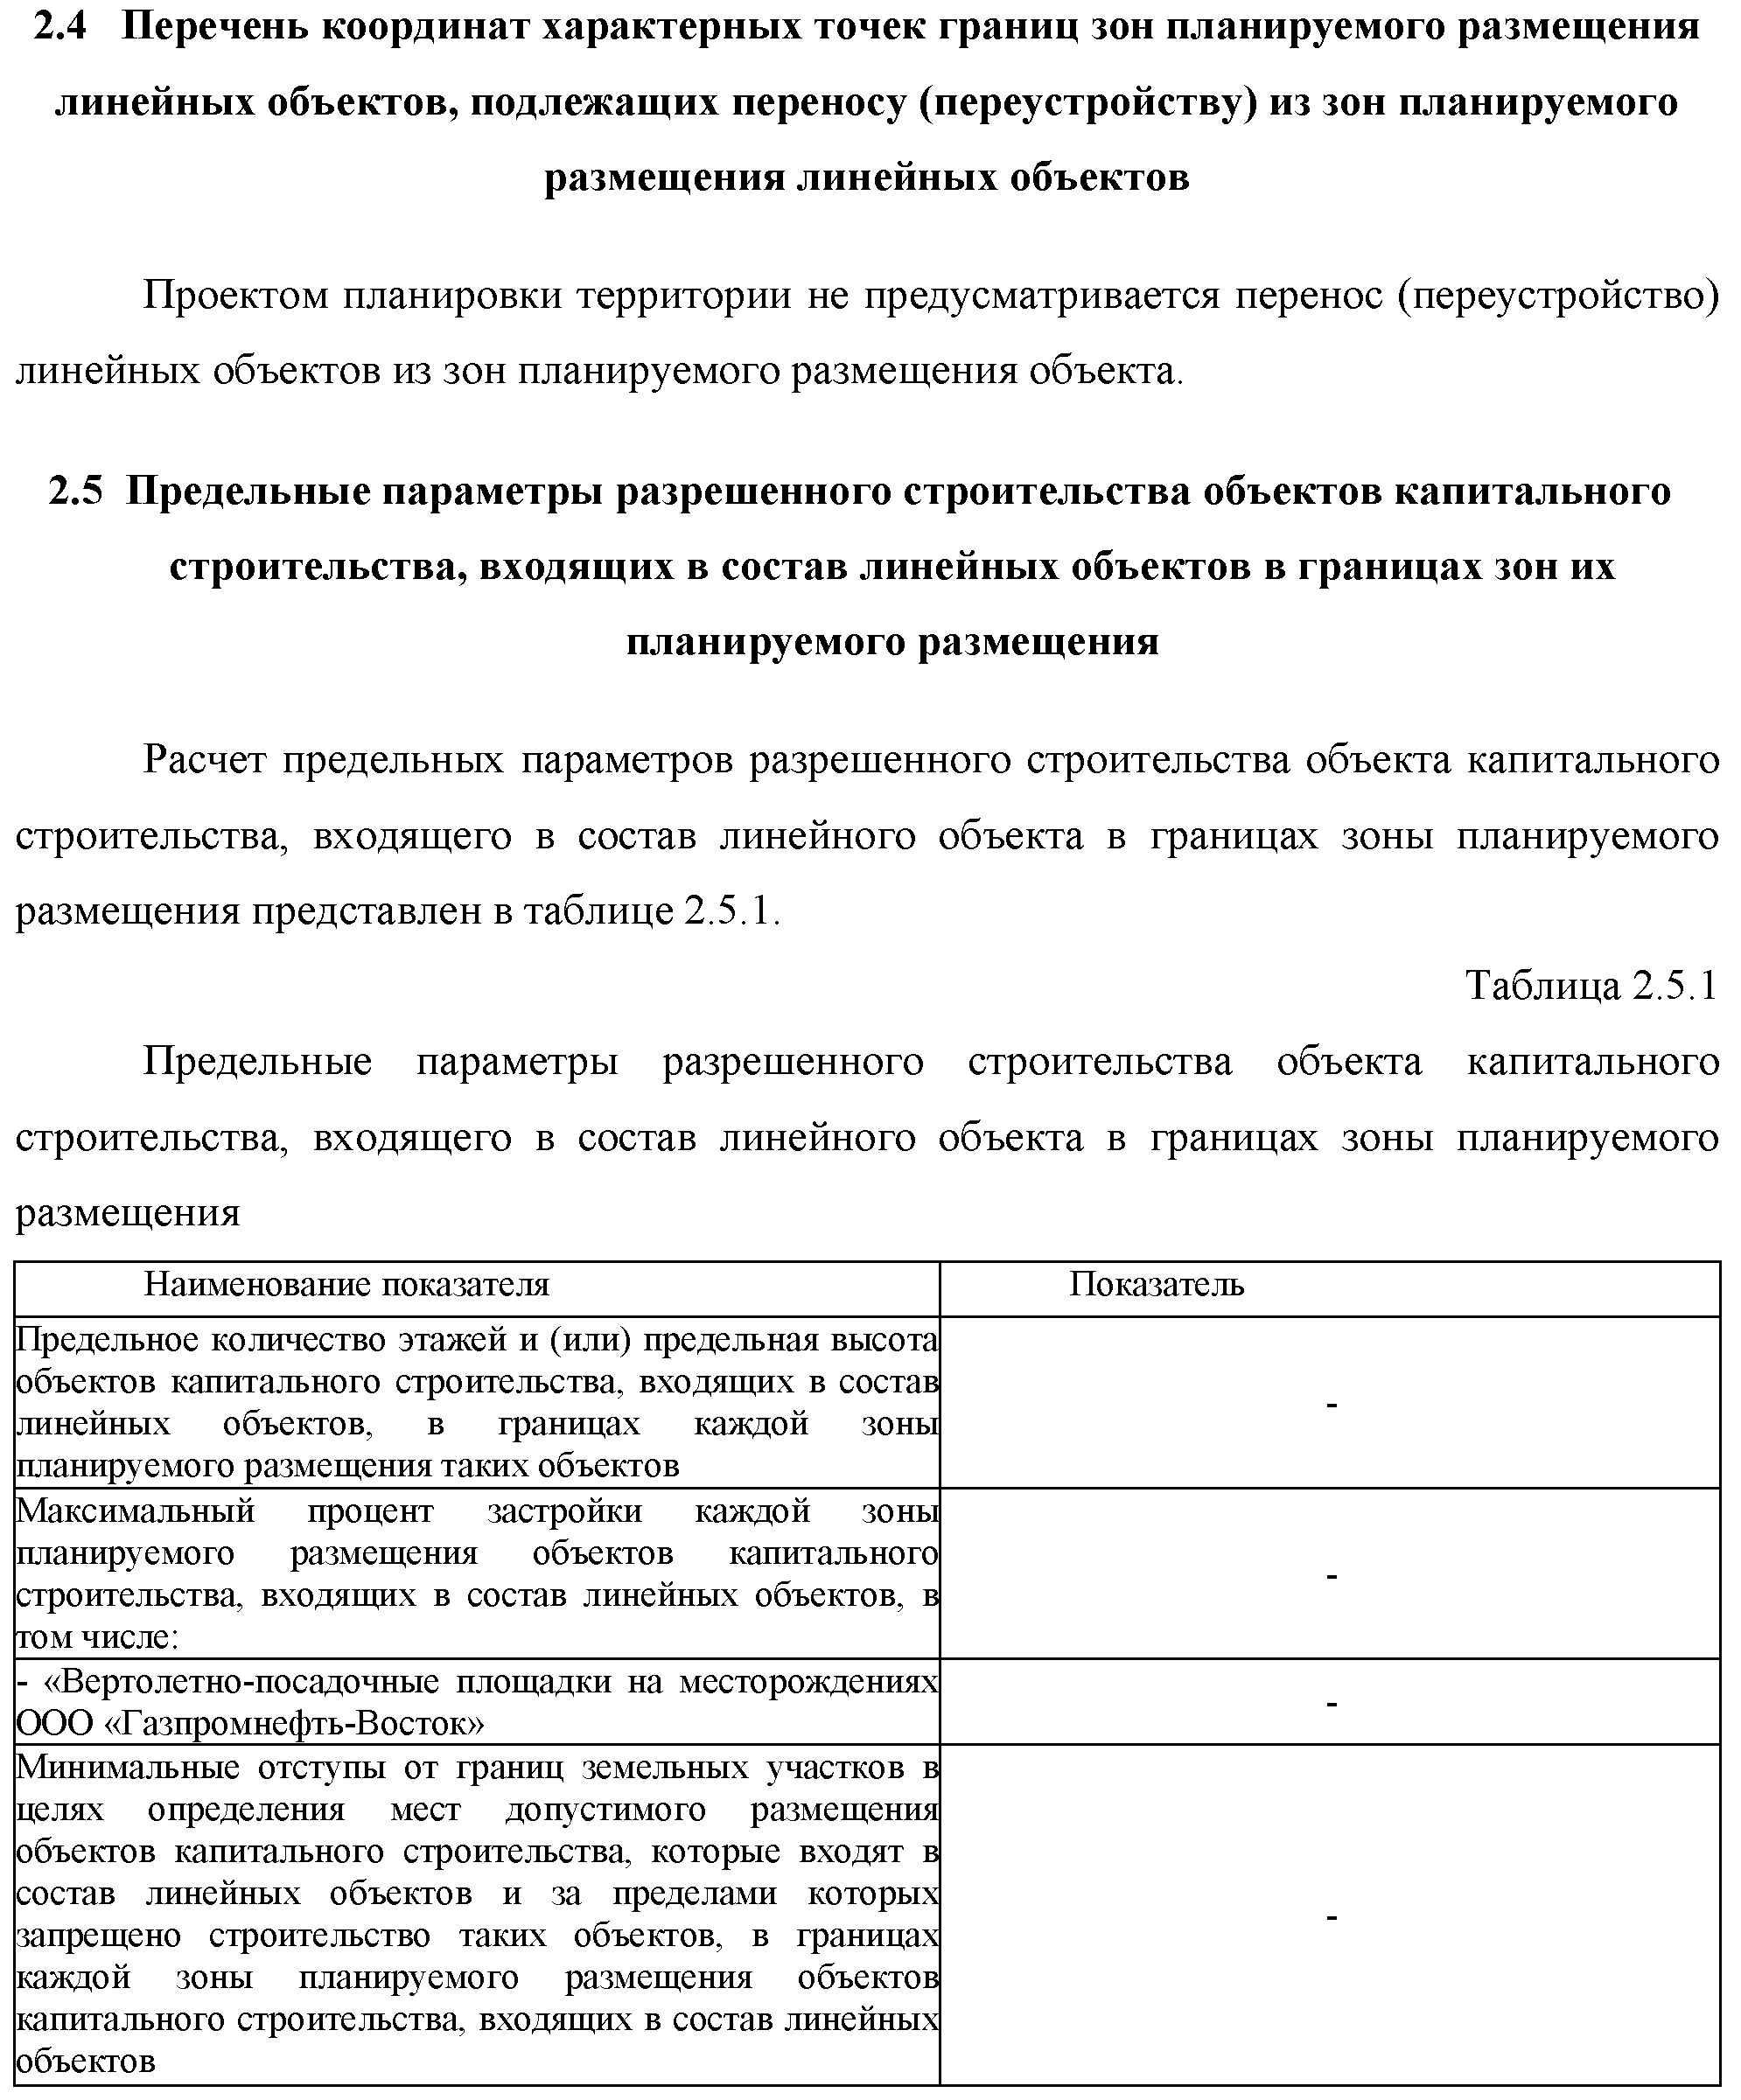 2.4 Перечень координат характерных точек границ зон планируемого размещения
линейных объектов, подлежащих переносу (переустройству) из зон планируемого
размещения линейных объектов
Проектом планировки территории не предусматривается перенос (переустройство)
линейных объектов из зон планируемого размещения объекта.
2.5 Предельные параметры разрешенного строительства объектов капитального
строительства, входящих в состав линейных объектов в границах зон их
планируемого размещения
Расчет предельных параметров разрешенного строительства объекта капитального
строительства, входящего в состав линейного объекта в границах зоны планируемого
размещения представлен в таблице 2.5.1.
Таблица 2.5.1
Предельные параметры разрешенного строительства объекта капитального
строительства, входящего в состав линейного объекта в границах зоны планируемого
размещения
Наименование показателя Показатель
Предельное количество этажей и (или) предельная высота
объектов капитального строительства, входящих в состав
линейных объектов, в границах каждой зоны
планируемого размещения таких объектов
-
Максимальный процент застройки каждой зоны
планируемого размещения объектов капитального
строительства, входящих в состав линейных объектов, в
том числе:
-
- «Вертолетно-посадочные площадки на месторождениях
ООО «Газпромнефть-Восток»
-
Минимальные отступы от границ земельных участков в
целях определения мест допустимого размещения
объектов капитального строительства, которые входят в
состав линейных объектов и за пределами которых
запрещено строительство таких объектов, в границах
каждой зоны планируемого размещения объектов
капитального строительства, входящих в состав линейных
объектов
-